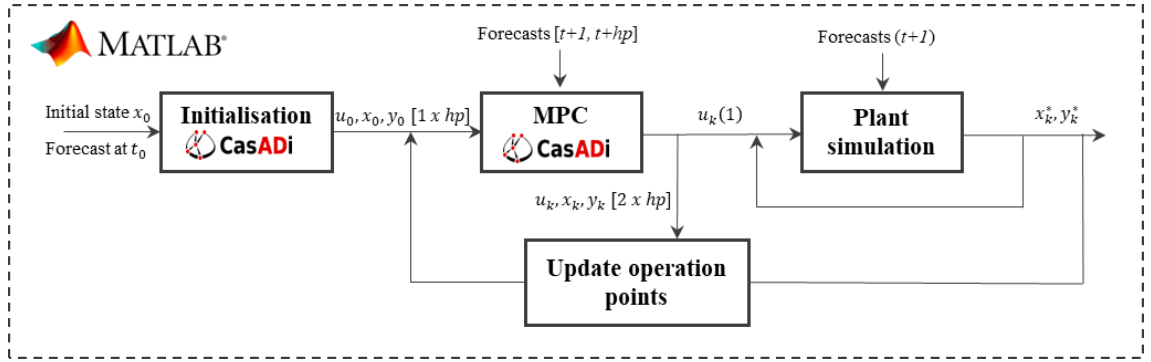 MATLAB®
Forecasts [t+1, t+hp]
Forecasts (t+1)
Initial state x₀
Forecast at t₀
Initialisation
CasADi
u₀, x₀, y₀ [1 x hp]
MPC
CasADi
uₖ(1)
Plant
simulation
x*ₖ, y*ₖ
uₖ, xₖ, yₖ [2 x hp]
Update operation
points